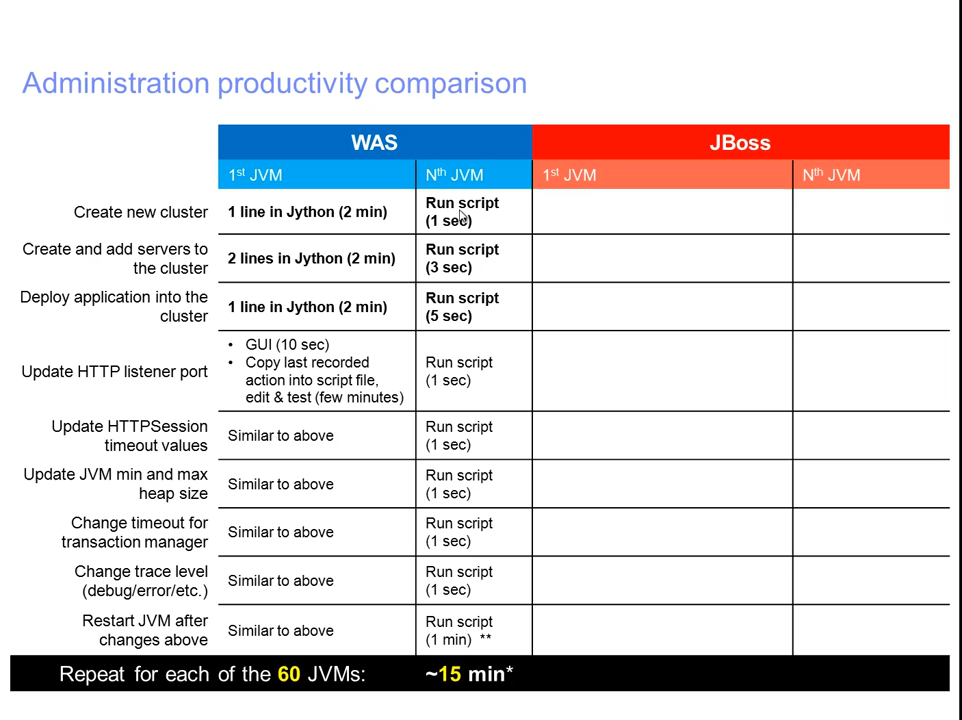 Administration productivity comparison
WAS
JBoss
1st JVM
Nth JVM
1st JVM
Nth JVM
Create new cluster
1 line in Jython (2 min)
Run script
(1 sec)
Create and add servers to
the cluster
2 lines in Jython (2 min)
Run script
(3 sec)
Deploy application into the
cluster
1 line in Jython (2 min)
Run script
(5 sec)
Update HTTP listener port
• GUI (10 sec)
• Copy last recorded
action into script file,
edit & test (few minutes)
Run script
(1 sec)
Update HTTPSession
timeout values
Similar to above
Run script
(1 sec)
Update JVM min and max
heap size
Similar to above
Run script
(1 sec)
Change timeout for
transaction manager
Similar to above
Run script
(1 sec)
Change trace level
(debug/error/etc.)
Similar to above
Run script
(1 sec)
Restart JVM after
changes above
Similar to above
Run script
(1 min) **
Repeat for each of the 60 JVMs:
~15 min*